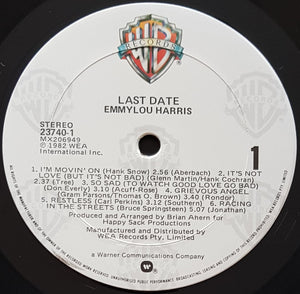 WB
RECORDS
LAST DATE
EMMYLOU HARRIS
STEREO
23740-1
MX206949
℗ 1982 WEA
International Inc.
1
1. I'M MOVIN' ON (Hank Snow) 2.56 (Aberbach) 2. IT'S NOT
LOVE (BUT IT'S NOT BAD) (Glenn Martin/Hank Cochran)
3.37 (Tree) 3. SO SAD (TO WATCH GOOD LOVE GO BAD)
(Don Everly) 3.10 (Acuff-Rose) 4. GRIEVOUS ANGEL
(Gram Parsons/Thomas D. Brown) 3.40 (Rondor)
5. RESTLESS (Carl Perkins) 3.12 (Southern) 6. RACING
IN THE STREETS (Bruce Springsteen) 5.07 (Jonathan)
Produced and Arranged by Brian Ahern for
Happy Sack Productions
Manufactured and Distributed by
WEA Records Pty. Limited
a Warner Communications Company